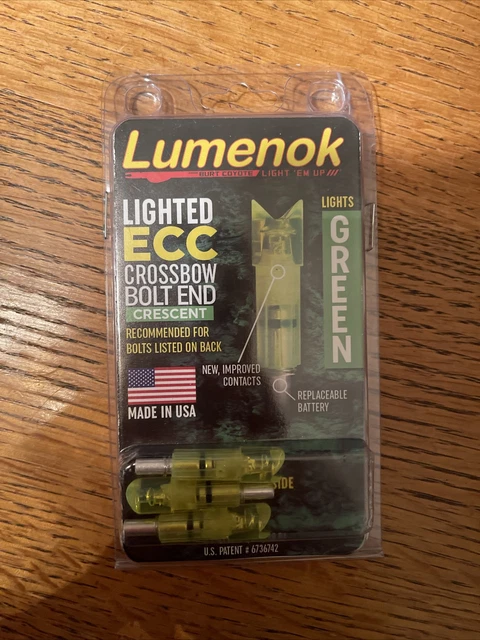 Lumenok
BURT COYOTE LIGHT 'EM UP///
LIGHTED
ECC
CROSSBOW
BOLT END
CRESCENT
RECOMMENDED FOR
BOLTS LISTED ON BACK
LIGHTS
GREEN
NEW, IMPROVED
CONTACTS
REPLACEABLE
BATTERY
MADE IN USA
IDE
U.S. PATENT # 6736742